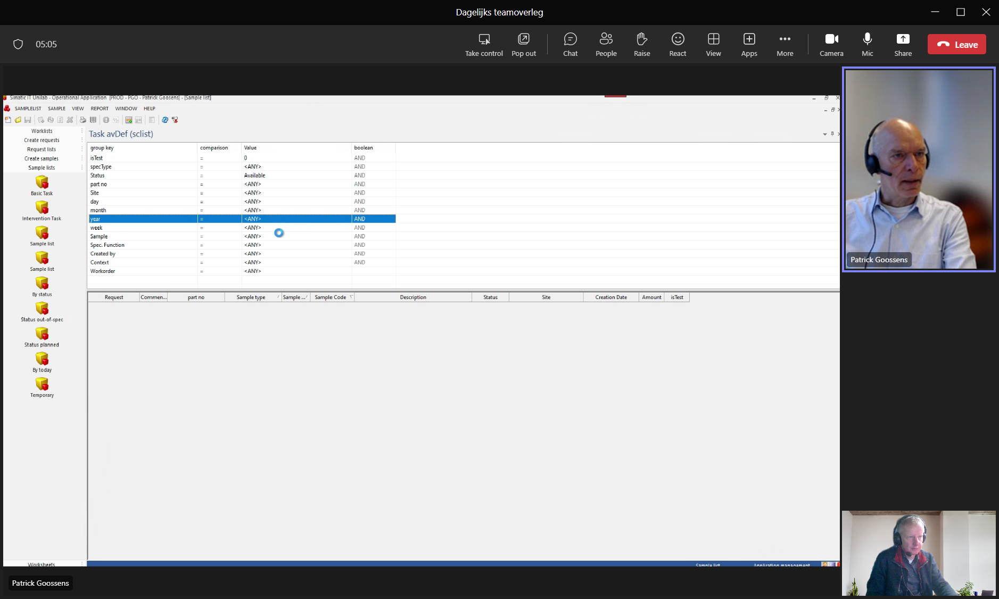 Dagelijks teamoverleg
05:05
Take control
Pop out
Chat
People
Raise
React
View
Apps
More
Camera
Mic
Share
Leave
Simatic IT Unilab - Operational Application [PROD - PGO - Patrick Goosens] - [Sample list]
SAMPLELIST SAMPLE VIEW REPORT WINDOW HELP
Worklists
Create requests
Request lists
Create samples
Sample lists
Basic Task
Intervention Task
Sample list
Sample list
By status
Status out-of-spec
Status planned
By today
Temporary
Worksheets
Task avDef (sclist)
group key comparison Value boolean
isTest = 0 AND
specType = <ANY> AND
Status = Available AND
part no = <ANY> AND
Site = <ANY> AND
day = <ANY> AND
month = <ANY> AND
year = <ANY> AND
week = <ANY> AND
Sample = <ANY> AND
Spec. Function = <ANY> AND
Created by = <ANY> AND
Context = <ANY> AND
Workorder = <ANY>
Request Commen... part no Sample type Sample ... Sample Code Description Status Site Creation Date Amount isTest
Sample list Application management
Patrick Goossens
Patrick Goossens